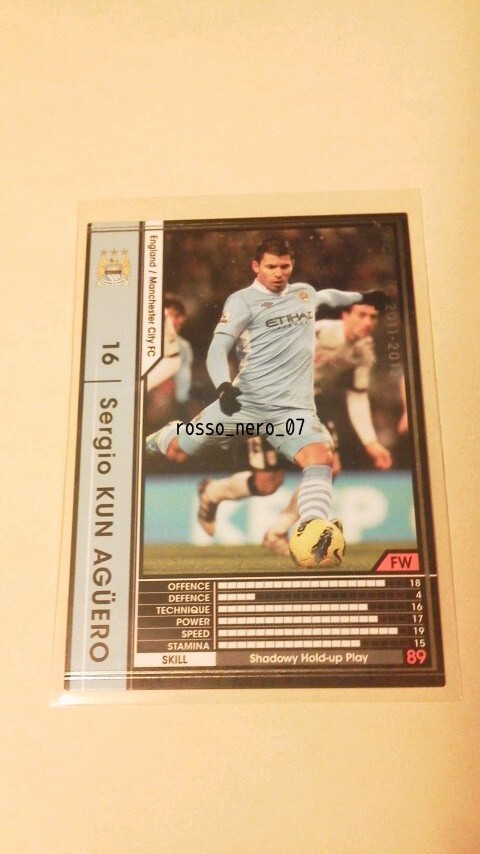 England / Manchester City FC
16 | Sergio KUN AGÜERO
2011-201
ETIHAD
rosso_nero_07
FW
OFFENCE 18
DEFENCE 4
TECHNIQUE 16
POWER 17
SPEED 19
STAMINA 15
SKILL Shadowy Hold-up Play 89